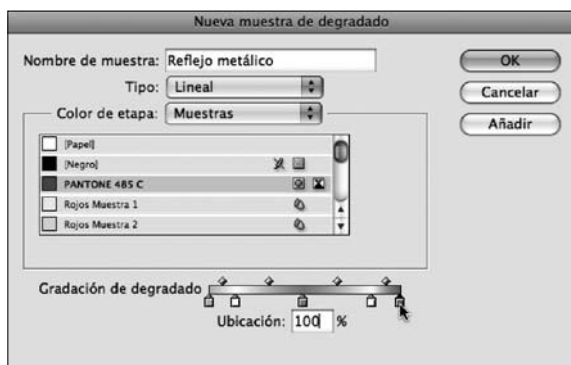 Nueva muestra de degradado
Nombre de muestra: Reflejo metálico
OK
Tipo: Lineal
Cancelar
Color de etapa: Muestras
Añadir
[Papel]
[Negro]
PANTONE 485 C
Rojos Muestra 1
Rojos Muestra 2
Gradación de degradado
Ubicación: 100 %